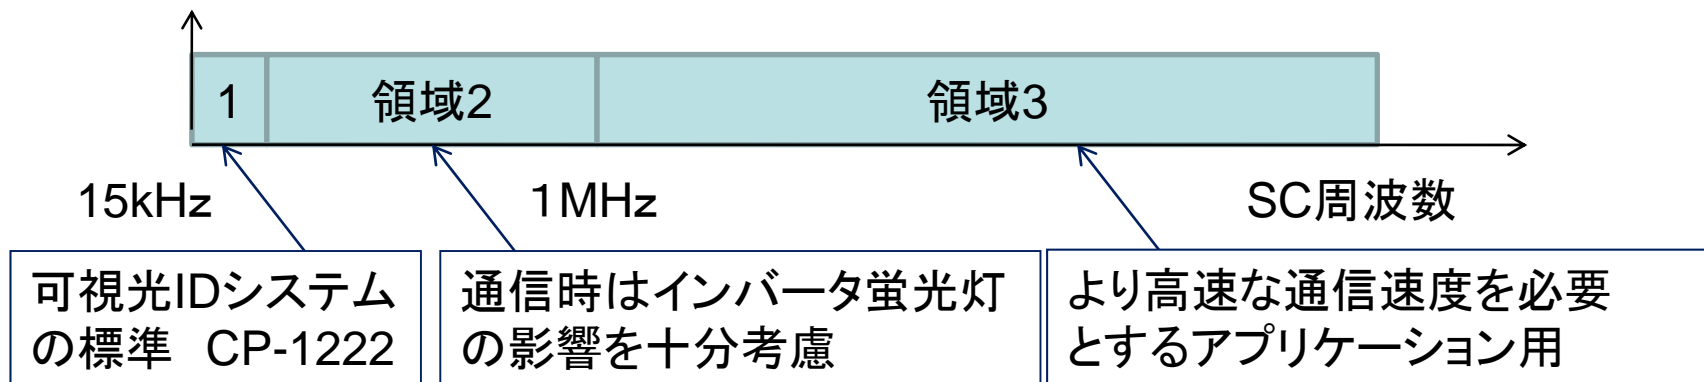 1
領域2
領域3
15kHz
1MHz
SC周波数
可視光IDシステム
の標準 CP-1222
通信時はインバータ蛍光灯
の影響を十分考慮
より高速な通信速度を必要
とするアプリケーション用